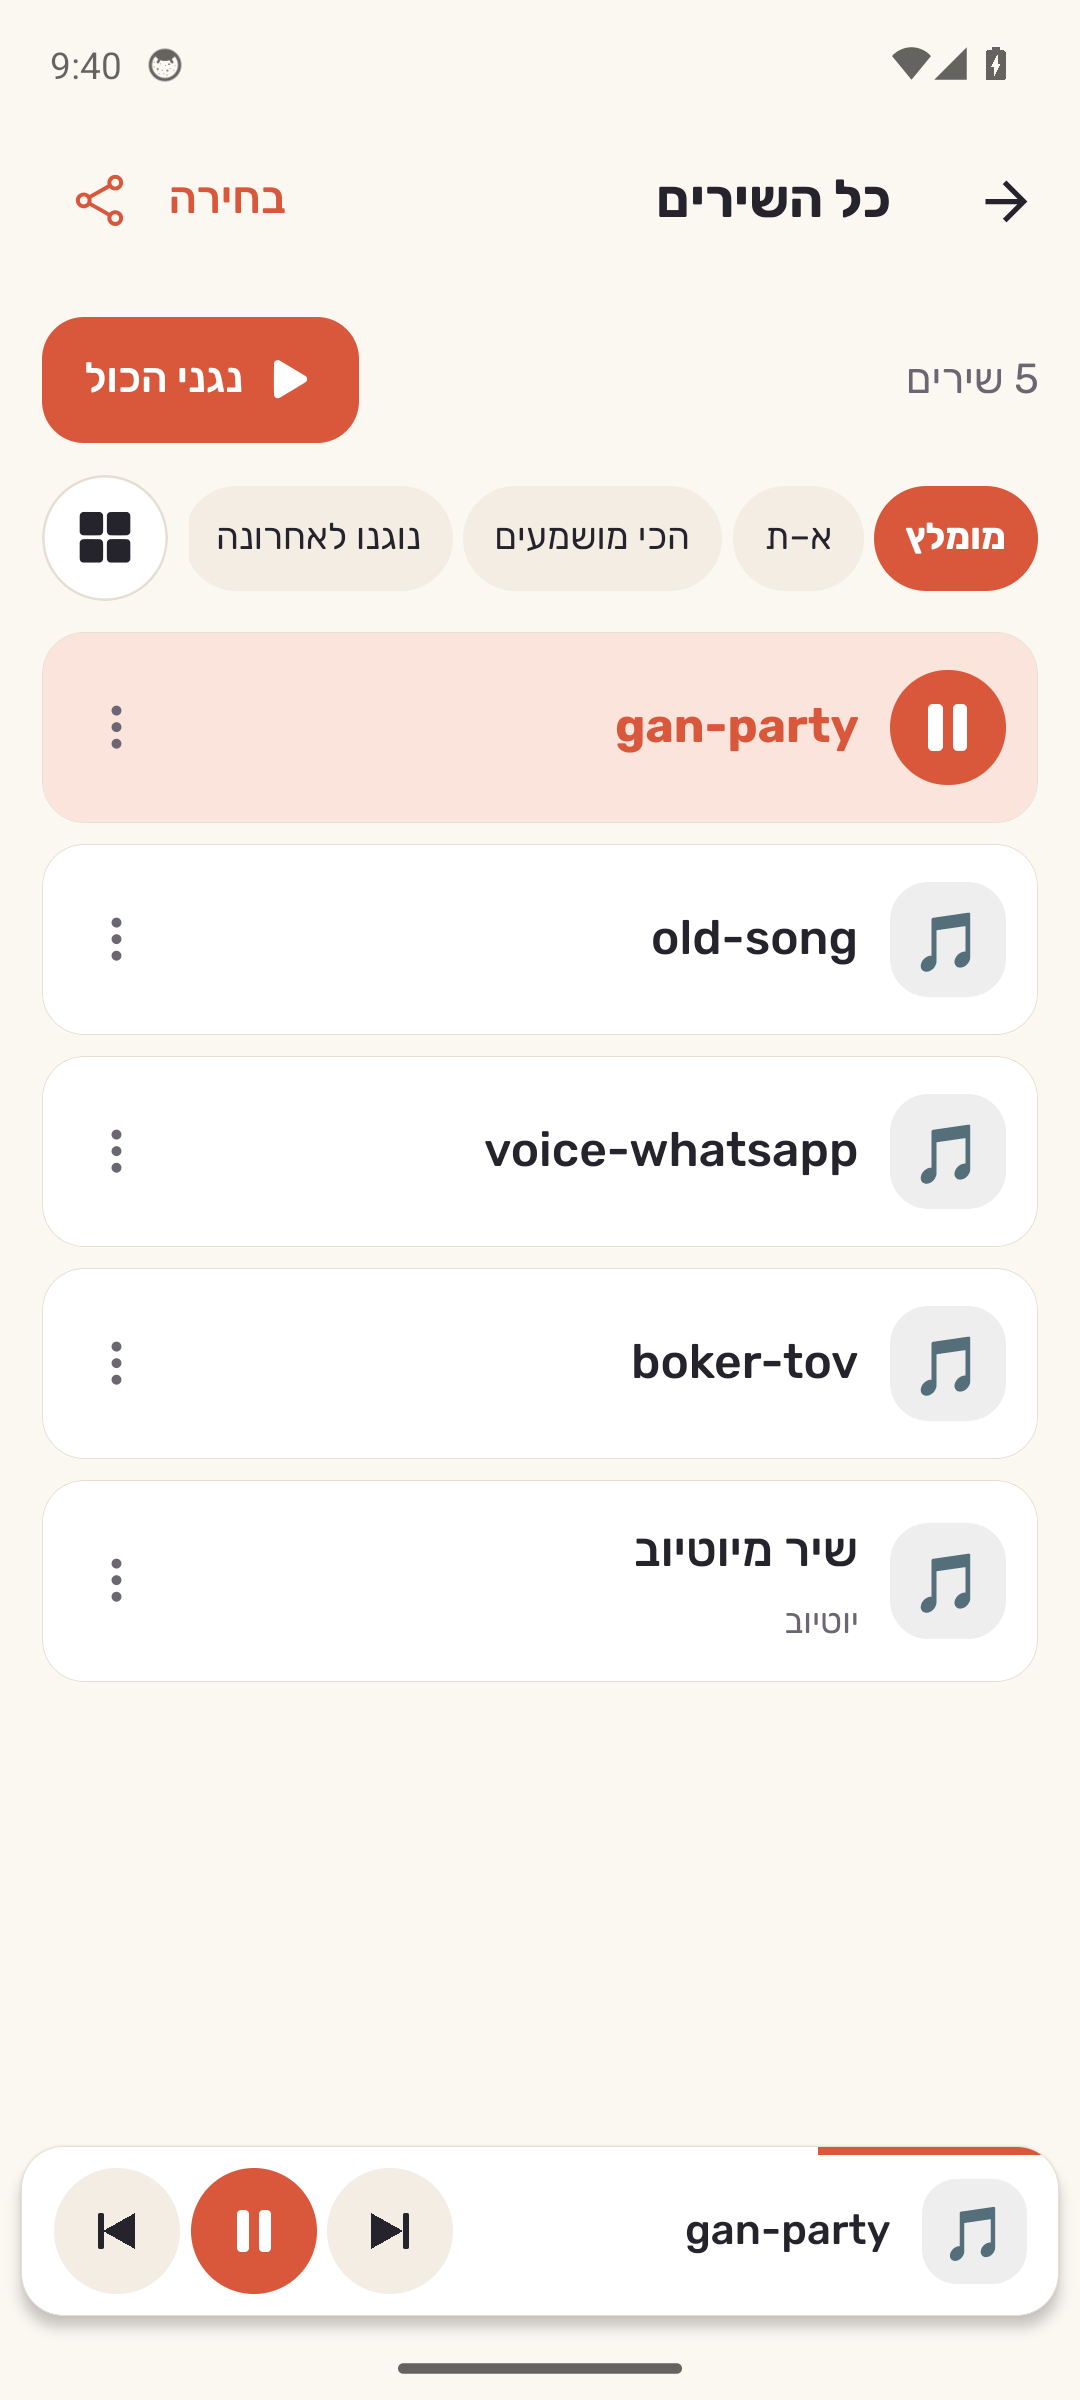 9:40
כל השירים
בחירה
5 שירים
נגני הכול
מומלץ
א-ת
הכי מושמעים
נוגנו לאחרונה
gan-party
old-song
voice-whatsapp
boker-tov
שיר מיוטיוב
יוטיוב
gan-party